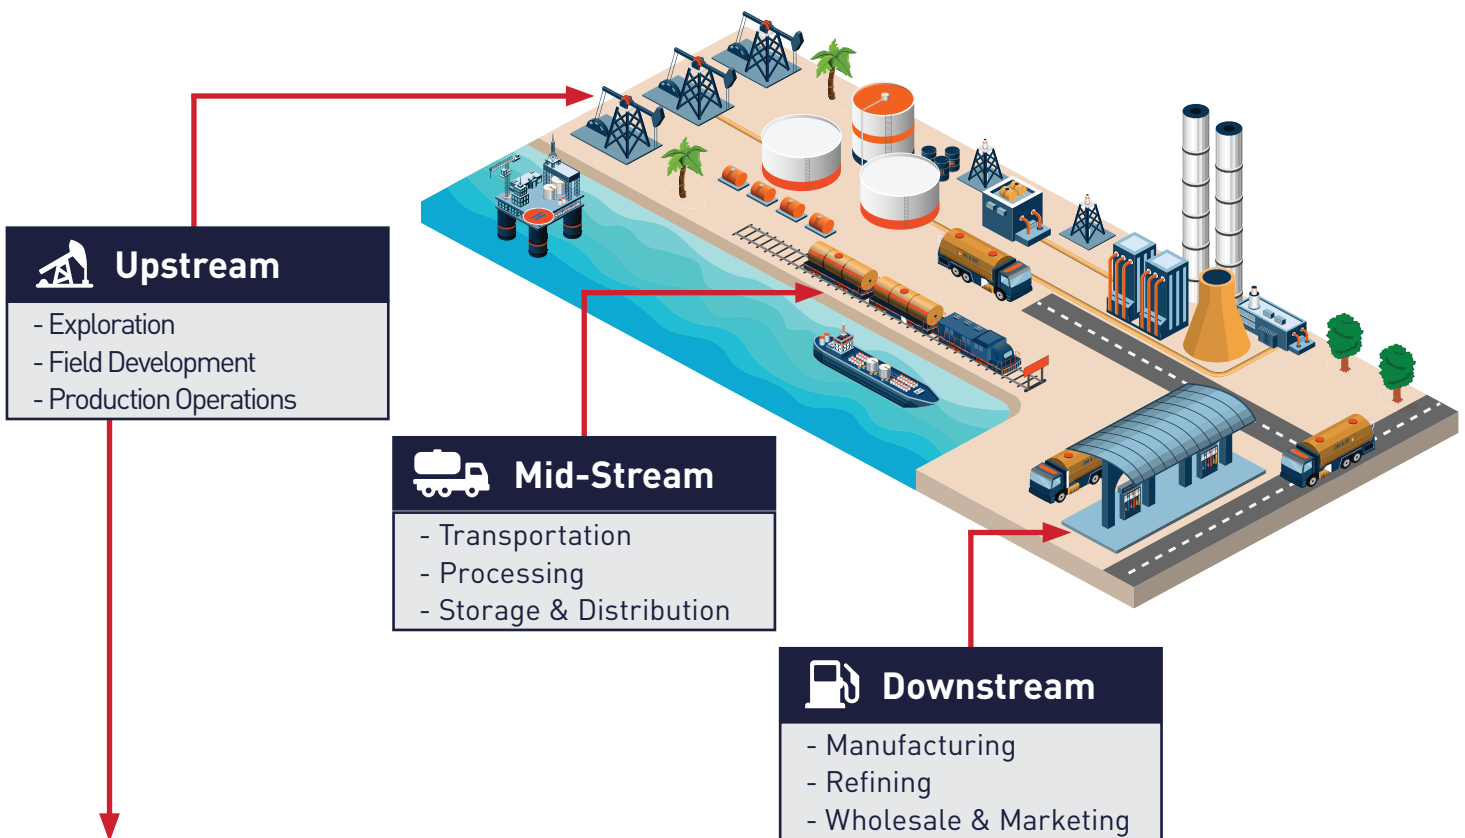 Upstream
- Exploration
- Field Development
- Production Operations
Mid-Stream
- Transportation
- Processing
- Storage & Distribution
Downstream
- Manufacturing
- Refining
- Wholesale & Marketing
H